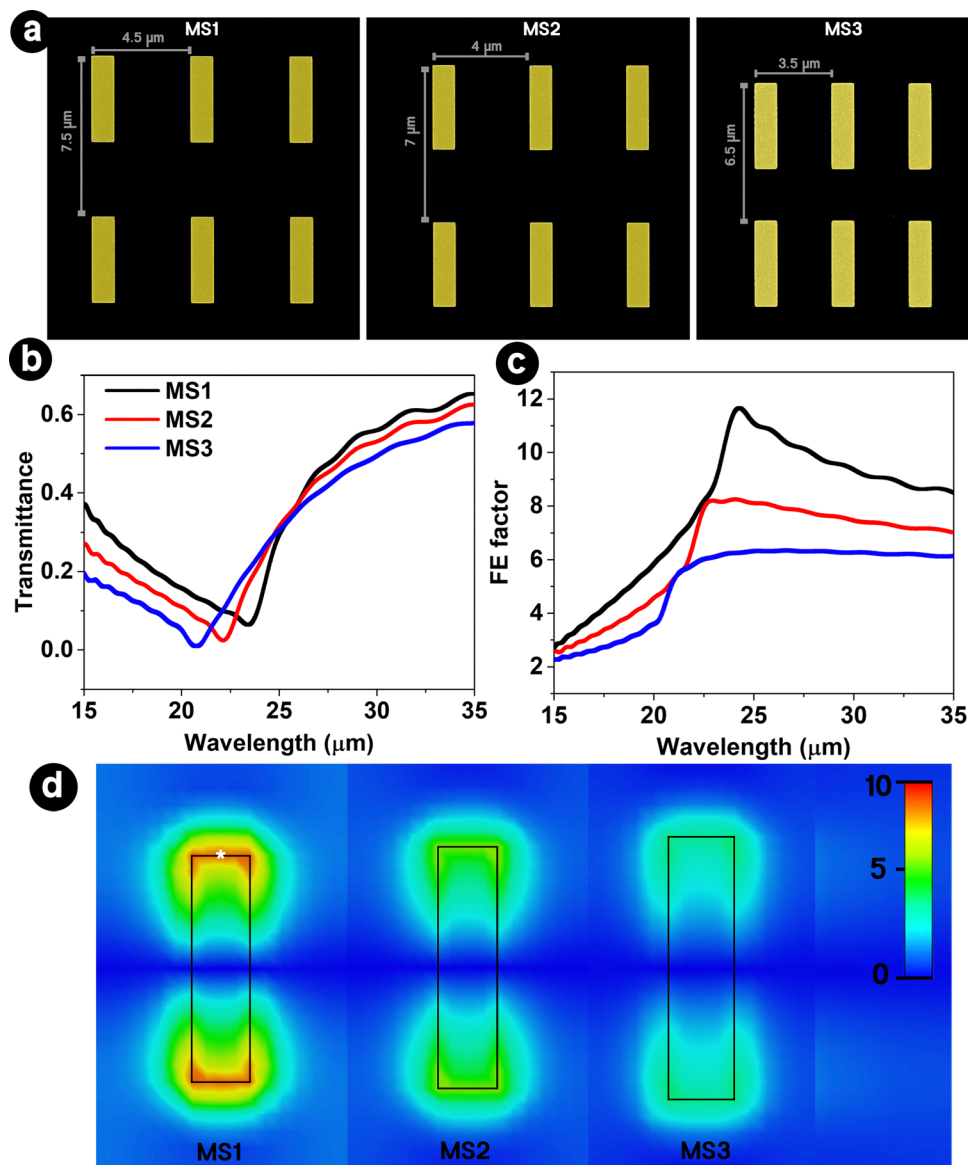 a
MS1
4.5 µm
7.5 µm
MS2
4 µm
7 µm
MS3
3.5 µm
6.5 µm
b
MS1
MS2
MS3
0.6
0.4
0.2
0.0
Transmittance
15 20 25 30 35
Wavelength (µm)
c
12
10
8
6
4
2
FE factor
15 20 25 30 35
Wavelength (µm)
d
*
10
5
0
MS1 MS2 MS3